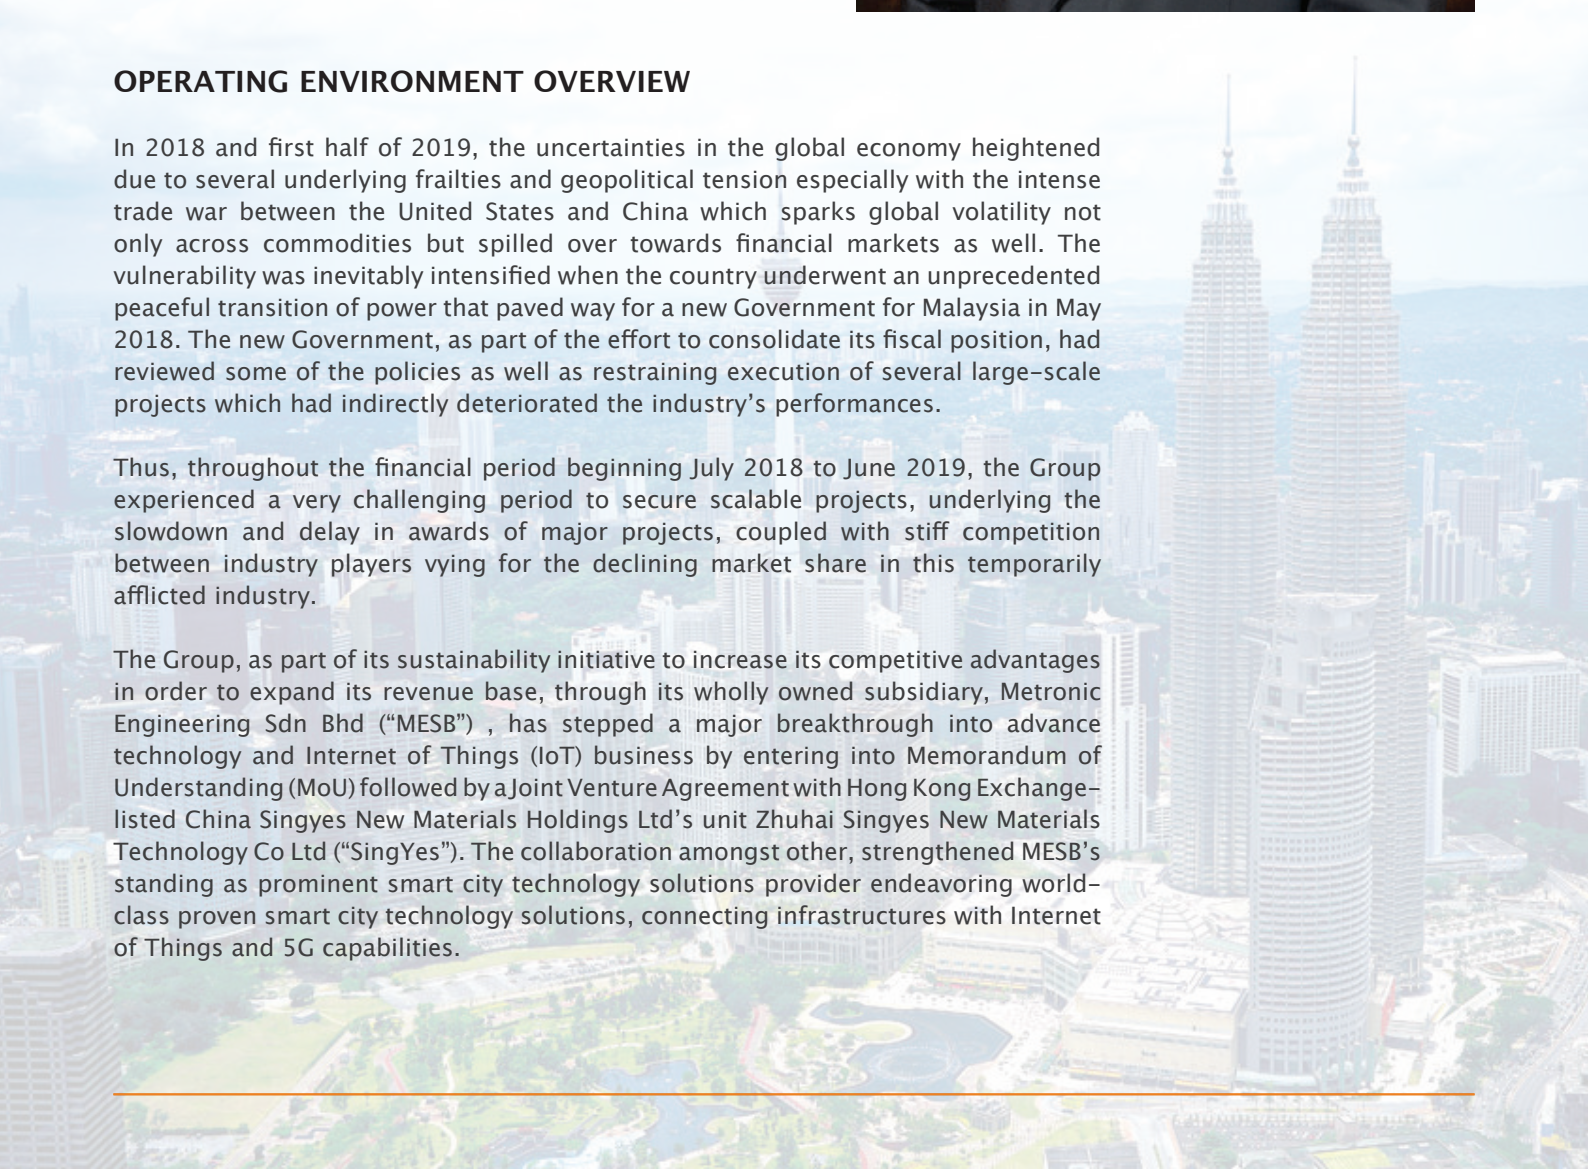 OPERATING ENVIRONMENT OVERVIEW
In 2018 and first half of 2019, the uncertainties in the global economy heightened
due to several underlying frailties and geopolitical tension especially with the intense
trade war between the United States and China which sparks global volatility not
only across commodities but spilled over towards financial markets as well. The
vulnerability was inevitably intensified when the country underwent an unprecedented
peaceful transition of power that paved way for a new Government for Malaysia in May
2018. The new Government, as part of the effort to consolidate its fiscal position, had
reviewed some of the policies as well as restraining execution of several large-scale
projects which had indirectly deteriorated the industry’s performances.
Thus, throughout the financial period beginning July 2018 to June 2019, the Group
experienced a very challenging period to secure scalable projects, underlying the
slowdown and delay in awards of major projects, coupled with stiff competition
between industry players vying for the declining market share in this temporarily
afflicted industry.
The Group, as part of its sustainability initiative to increase its competitive advantages
in order to expand its revenue base, through its wholly owned subsidiary, Metronic
Engineering Sdn Bhd (“MESB”) , has stepped a major breakthrough into advance
technology and Internet of Things (IoT) business by entering into Memorandum of
Understanding (MoU) followed by a Joint Venture Agreement with Hong Kong Exchange-
listed China Singyes New Materials Holdings Ltd’s unit Zhuhai Singyes New Materials
Technology Co Ltd (“SingYes”). The collaboration amongst other, strengthened MESB’s
standing as prominent smart city technology solutions provider endeavoring world-
class proven smart city technology solutions, connecting infrastructures with Internet
of Things and 5G capabilities.